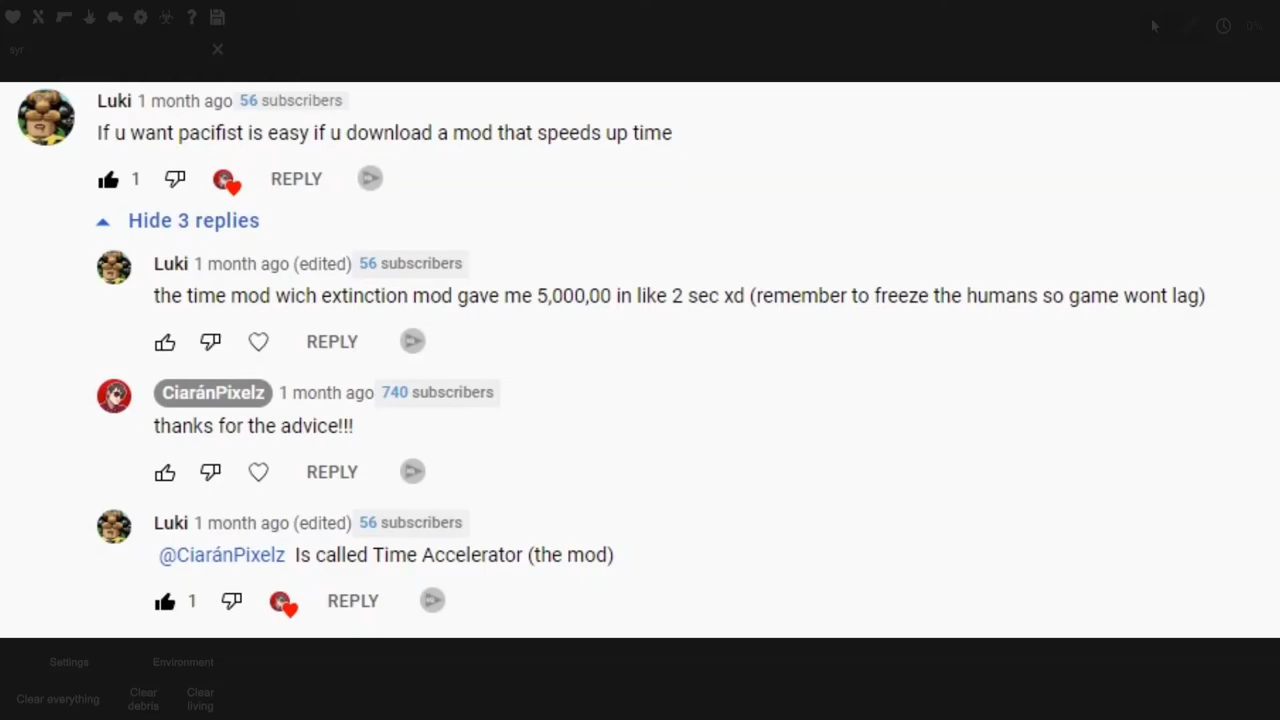 ?
0%
syr
Luki 1 month ago 56 subscribers
If u want pacifist is easy if u download a mod that speeds up time
1 REPLY
Hide 3 replies
Luki 1 month ago (edited) 56 subscribers
the time mod wich extinction mod gave me 5,000,00 in like 2 sec xd (remember to freeze the humans so game wont lag)
REPLY
CiaránPixelz 1 month ago 740 subscribers
thanks for the advice!!!
REPLY
Luki 1 month ago (edited) 56 subscribers
@CiaránPixelz Is called Time Accelerator (the mod)
1 REPLY
Settings Environment
Clear everything Clear debris Clear living